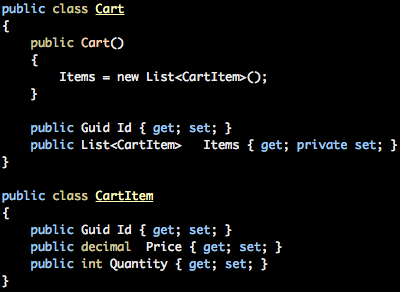 public class Cart
{
    public Cart()
    {
        Items = new List<CartItem>();
    }

    public Guid Id { get; set; }
    public List<CartItem>   Items { get; private set; }
}

public class CartItem
{
    public Guid Id { get; set; }
    public decimal  Price { get; set; }
    public int Quantity { get; set; }
}